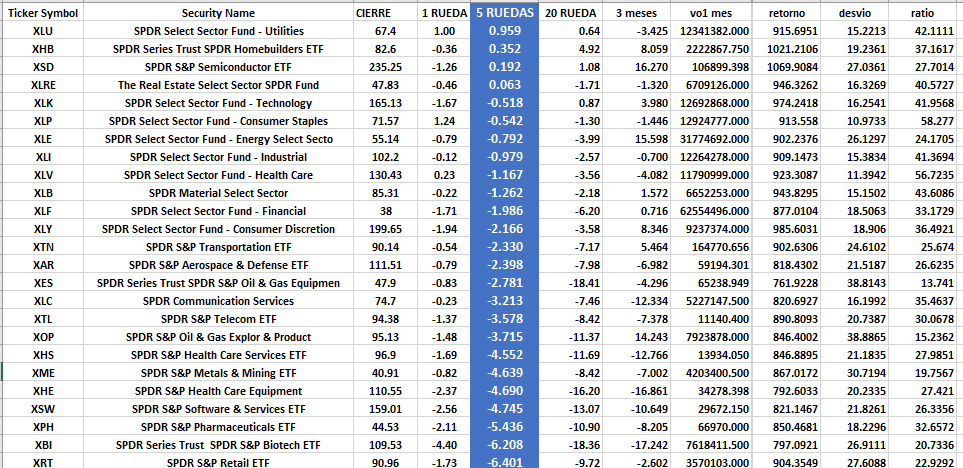 Ticker Symbol Security Name CIERRE 1 RUEDA 5 RUEDAS 20 RUEDA 3 meses vo1 mes retorno desvio ratio
XLU SPDR Select Sector Fund - Utilities 67.4 1.00 0.959 0.64 -3.425 12341382.000 915.6951 15.2213 42.1111
XHB SPDR Series Trust SPDR Homebuilders ETF 82.6 -0.36 0.352 4.92 8.059 2222867.750 1021.2106 19.2361 37.1617
XSD SPDR S&P Semiconductor ETF 235.25 -1.26 0.192 1.08 16.270 106899.398 1069.9084 27.0361 27.7014
XLRE The Real Estate Select Sector SPDR Fund 47.83 -0.46 0.063 -1.71 -1.320 6709126.000 946.3262 16.3269 40.5727
XLK SPDR Select Sector Fund - Technology 165.13 -1.67 -0.518 0.87 3.980 12692868.000 974.2418 16.2541 41.9568
XLP SPDR Select Sector Fund - Consumer Staples 71.57 1.24 -0.542 -1.30 -1.446 12924777.000 913.558 10.9733 58.277
XLE SPDR Select Sector Fund - Energy Select Secto 55.14 -0.79 -0.792 -3.99 15.598 31774692.000 902.2376 26.1297 24.1705
XLI SPDR Select Sector Fund - Industrial 102.2 -0.12 -0.979 -2.57 -0.700 12264278.000 909.1473 15.3834 41.3694
XLV SPDR Select Sector Fund - Health Care 130.43 0.23 -1.167 -3.56 -4.082 11790999.000 923.3087 11.3942 56.7235
XLB SPDR Material Select Sector 85.31 -0.22 -1.262 -2.18 1.572 6652253.000 943.8295 15.1502 43.6086
XLF SPDR Select Sector Fund - Financial 38 -1.71 -1.986 -6.20 0.716 62554496.000 877.0104 18.5063 33.1729
XLY SPDR Select Sector Fund - Consumer Discretion 199.65 -1.94 -2.166 -3.58 8.346 9237374.000 985.6031 18.906 36.4921
XTN SPDR S&P Transportation ETF 90.14 -0.54 -2.330 -7.17 5.464 164770.656 902.6306 24.6102 25.674
XAR SPDR S&P Aerospace & Defense ETF 111.51 -0.79 -2.398 -7.98 -6.982 59194.301 818.4302 21.5187 26.6235
XES SPDR Series Trust SPDR S&P Oil & Gas Equipmen 47.9 -0.83 -2.781 -18.41 -4.296 65238.949 761.9228 38.8143 13.741
XLC SPDR Communication Services 74.7 -0.23 -3.213 -7.46 -12.334 5227147.500 820.6927 16.1992 35.4637
XTL SPDR S&P Telecom ETF 94.38 -1.37 -3.578 -8.42 -7.378 11140.400 890.8093 20.7387 30.0678
XOP SPDR S&P Oil & Gas Explor & Product 95.13 -1.48 -3.715 -11.37 14.243 7923878.000 846.4002 38.8865 15.2362
XHS SPDR S&P Health Care Services ETF 96.9 -1.69 -4.552 -11.69 -12.766 13934.050 846.8895 21.1835 27.9851
XME SPDR S&P Metals & Mining ETF 40.91 -0.82 -4.639 -8.42 -7.002 4203400.500 867.0172 30.7194 19.7567
XHE SPDR S&P Health Care Equipment 110.55 -2.37 -4.690 -16.20 -16.861 34278.398 792.6033 20.2335 27.421
XSW SPDR S&P Software & Services ETF 159.01 -2.56 -4.745 -13.07 -10.649 29672.150 821.1467 21.8261 26.3356
XPH SPDR S&P Pharmaceuticals ETF 44.53 -2.11 -5.436 -10.90 -8.205 66970.000 850.4681 18.2296 32.6572
XBI SPDR Series Trust SPDR S&P Biotech ETF 109.53 -4.40 -6.208 -18.36 -17.242 7618411.500 797.0921 26.9111 20.7336
XRT SPDR S&P Retail ETF 90.96 -1.73 -6.401 -9.72 -2.602 3570103.000 904.3549 27.6088 22.9292